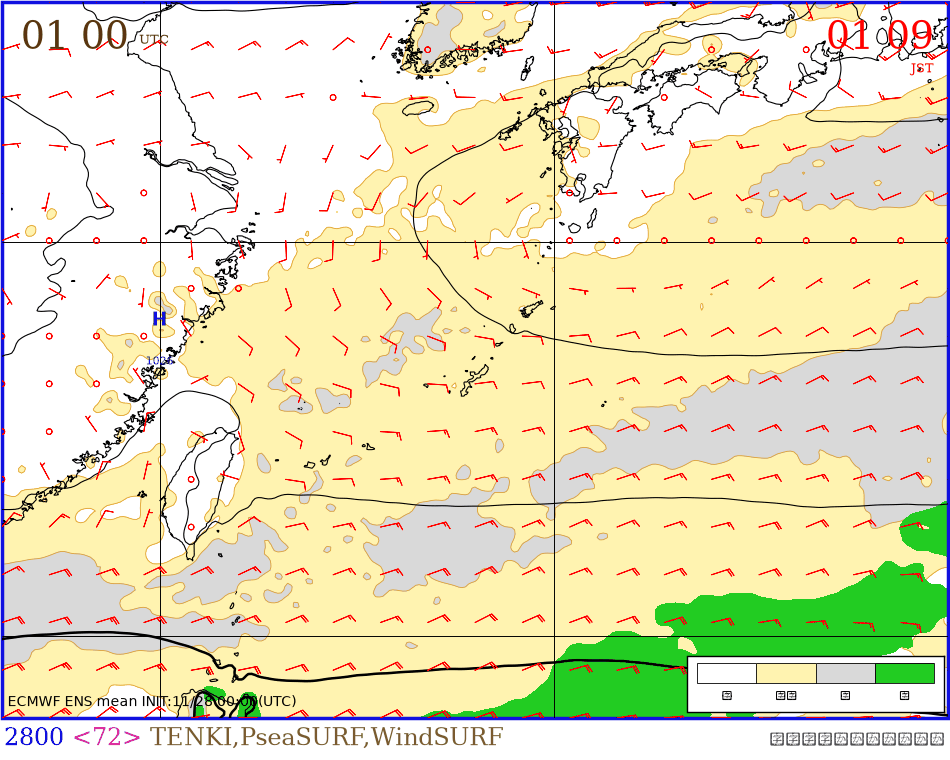 01 00 UTC
01 09
JST
H
ECMWF ENS mean INIT:11/28 00:00(UTC)
2800 <72> TENKI,PseaSURF,WindSURF